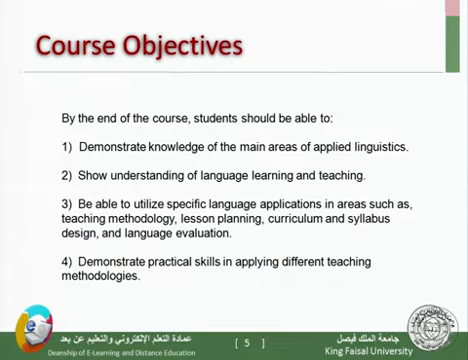 Course Objectives
By the end of the course, students should be able to:
1) Demonstrate knowledge of the main areas of applied linguistics.
2) Show understanding of language learning and teaching.
3) Be able to utilize specific language applications in areas such as,
teaching methodology, lesson planning, curriculum and syllabus
design, and language evaluation.
4) Demonstrate practical skills in applying different teaching
methodologies.
عمادة التعلم الإلكتروني والتعليم عن بعد
Deanship of E-Learning and Distance Education
[ 5 ]
جامعة الملك فيصل
King Faisal University